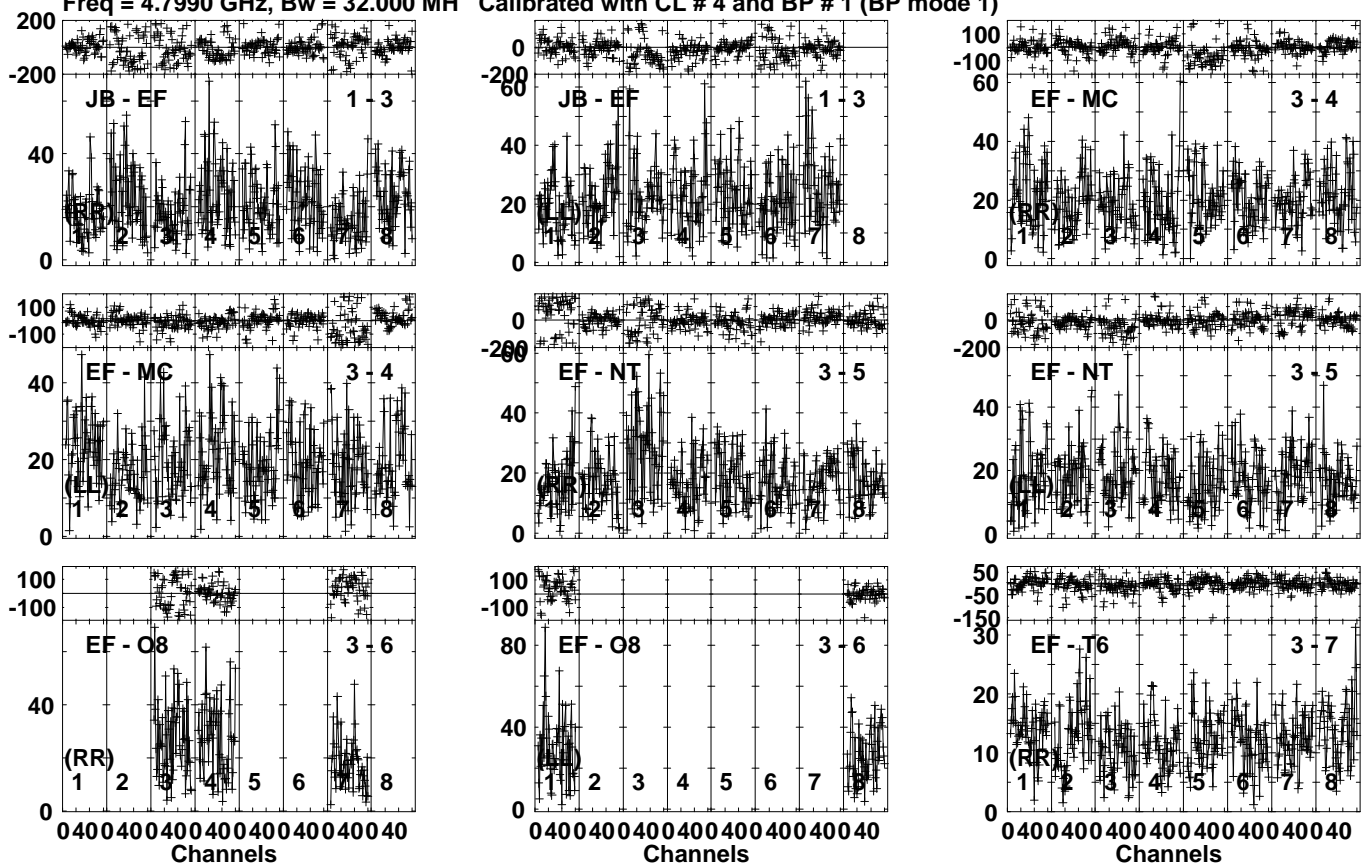 Freq = 4.7990 GHz, Bw = 32.000 MH Calibrated with CL # 4 and BP # 1 (BP mode 1)
200
-200
JB - EF 1 - 3
40
0
(RR)
1 2 3 4 5 6 7 8
0
-200
60
JB - EF 1 - 3
40
20
0
(LL)
1 2 3 4 5 6 7 8
100
-100
60
EF - MC 3 - 4
40
20
0
(RR)
1 2 3 4 5 6 7 8
100
-100
EF - MC 3 - 4
40
20
0
(LL)
1 2 3 4 5 6 7 8
0
-200
60
EF - NT 3 - 5
40
20
0
(RR)
1 2 3 4 5 6 7 8
0
-200
EF - NT 3 - 5
40
20
0
(LL)
1 2 3 4 5 6 7 8
100
-100
EF - O8 3 - 6
40
0
(RR)
1 2 3 4 5 6 7 8
0 40 0 40 0 40 0 40 0 40 0 40 0 40 0 40
Channels
100
-100
80
EF - O8 3 - 6
40
0
(LL)
1 2 3 4 5 6 7 8
0 40 0 40 0 40 0 40 0 40 0 40 0 40 0 40
Channels
50
-50
-150
30
EF - T6 3 - 7
20
10
0
(RR)
1 2 3 4 5 6 7 8
0 40 0 40 0 40 0 40 0 40 0 40 0 40 0 40
Channels